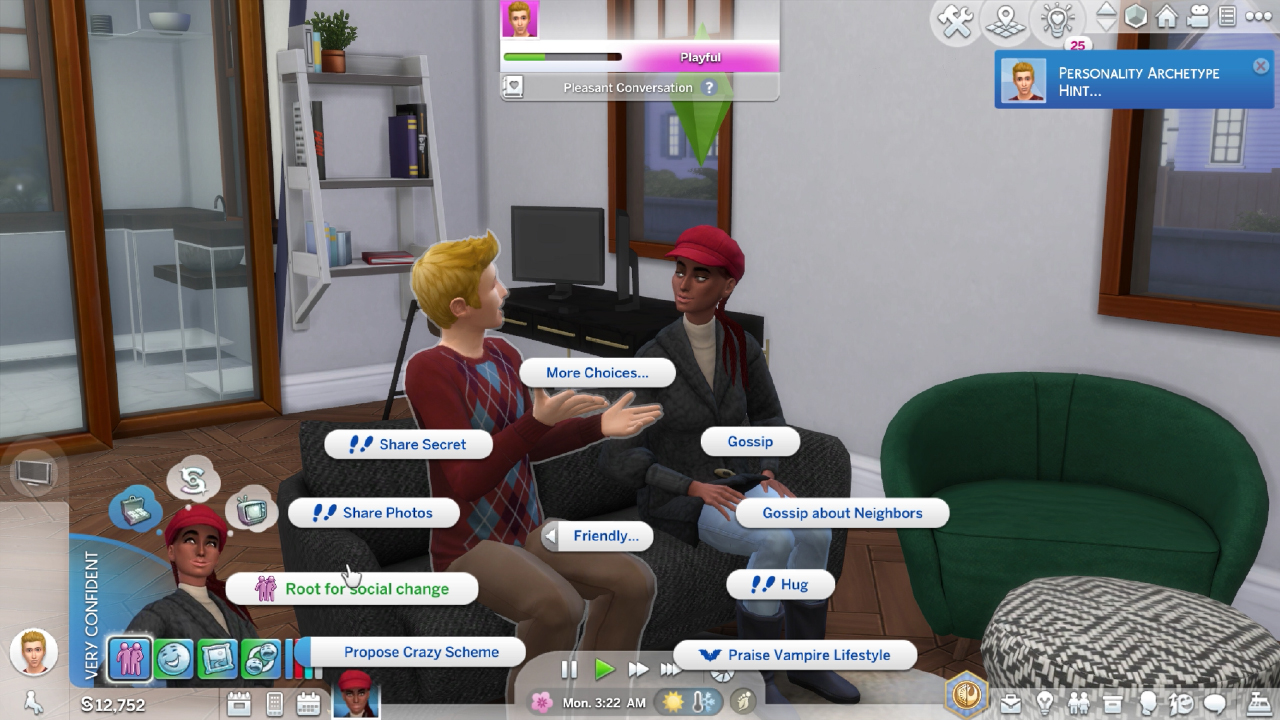 Playful
Pleasant Conversation ?
25
PERSONALITY ARCHETYPE
HINT...
More Choices...
Share Secret
Gossip
Share Photos
Gossip about Neighbors
Friendly...
Hug
Root for social change
VERY CONFIDENT
Propose Crazy Scheme
Praise Vampire Lifestyle
§12,752
Mon. 3:22 AM